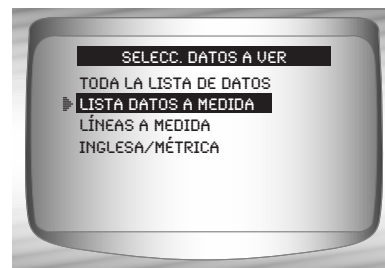 SELECC. DATOS A VER
TODA LA LISTA DE DATOS
LISTA DATOS A MEDIDA
LÍNEAS A MEDIDA
INGLESA/MÉTRICA